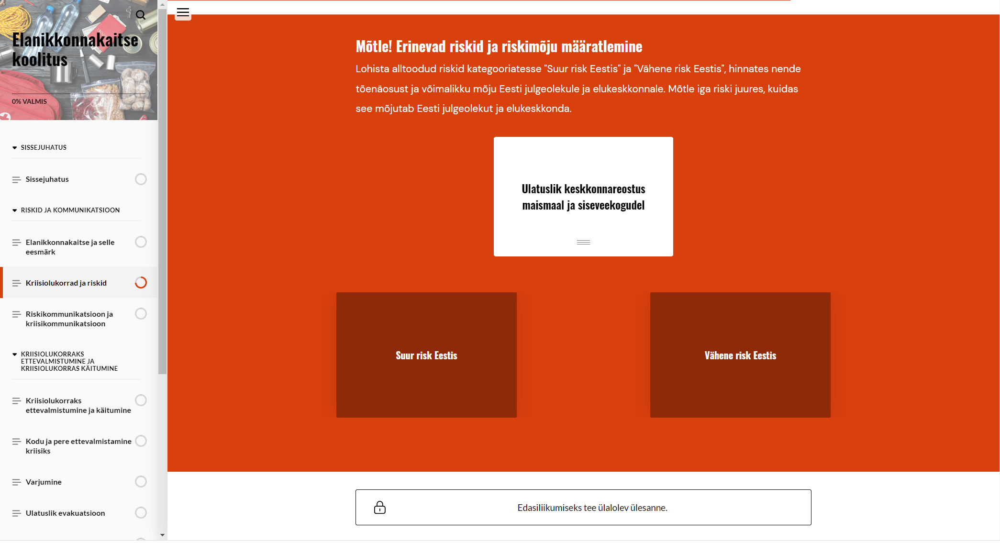 Elanikkonnakaitse
koolitus
0% VALMIS
SISSEJUHATUS
Sissejuhatus
RISKID JA KOMMUNIKATSIOON
Elanikkonnakaitse ja selle
eesmärk
Kriisiolukorrad ja riskid
Riskikommunikatsioon ja
kriisikommunikatsioon
KRIISIOLUKORRAKS
ETTEVALMISTUMINE JA
KRIISIOLUKORRAS KÄITUMINE
Kriisiolukorraks
ettevalmistumine ja käitumine
Kodu ja pere ettevalmistamine
kriisiks
Varjumine
Ulatuslik evakuatsioon
Mõtle! Erinevad riskid ja riskimõju määratlemine
Lohista alltoodud riskid kategooriatesse "Suur risk Eestis" ja "Vähene risk Eestis", hinnates nende
tõenäosust ja võimalikku mõju Eesti julgeolekule ja elukeskkonnale. Mõtle iga riski juures, kuidas
see mõjutab Eesti julgeolekut ja elukeskkonda.
Ulatuslik keskkonnareostus
maismaal ja siseveekogudel
Suur risk Eestis
Vähene risk Eestis
Edasiliikumiseks tee ülalolev ülesanne.